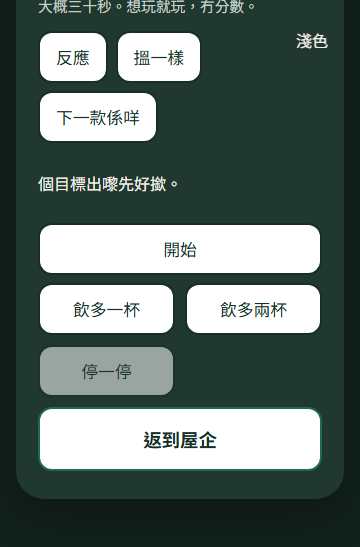 大概三十秒。想玩就玩，冇分數。
淺色
反應
搵一樣
下一款係咩
個目標出嚟先好撳。
開始
飲多一杯
飲多兩杯
停一停
返到屋企